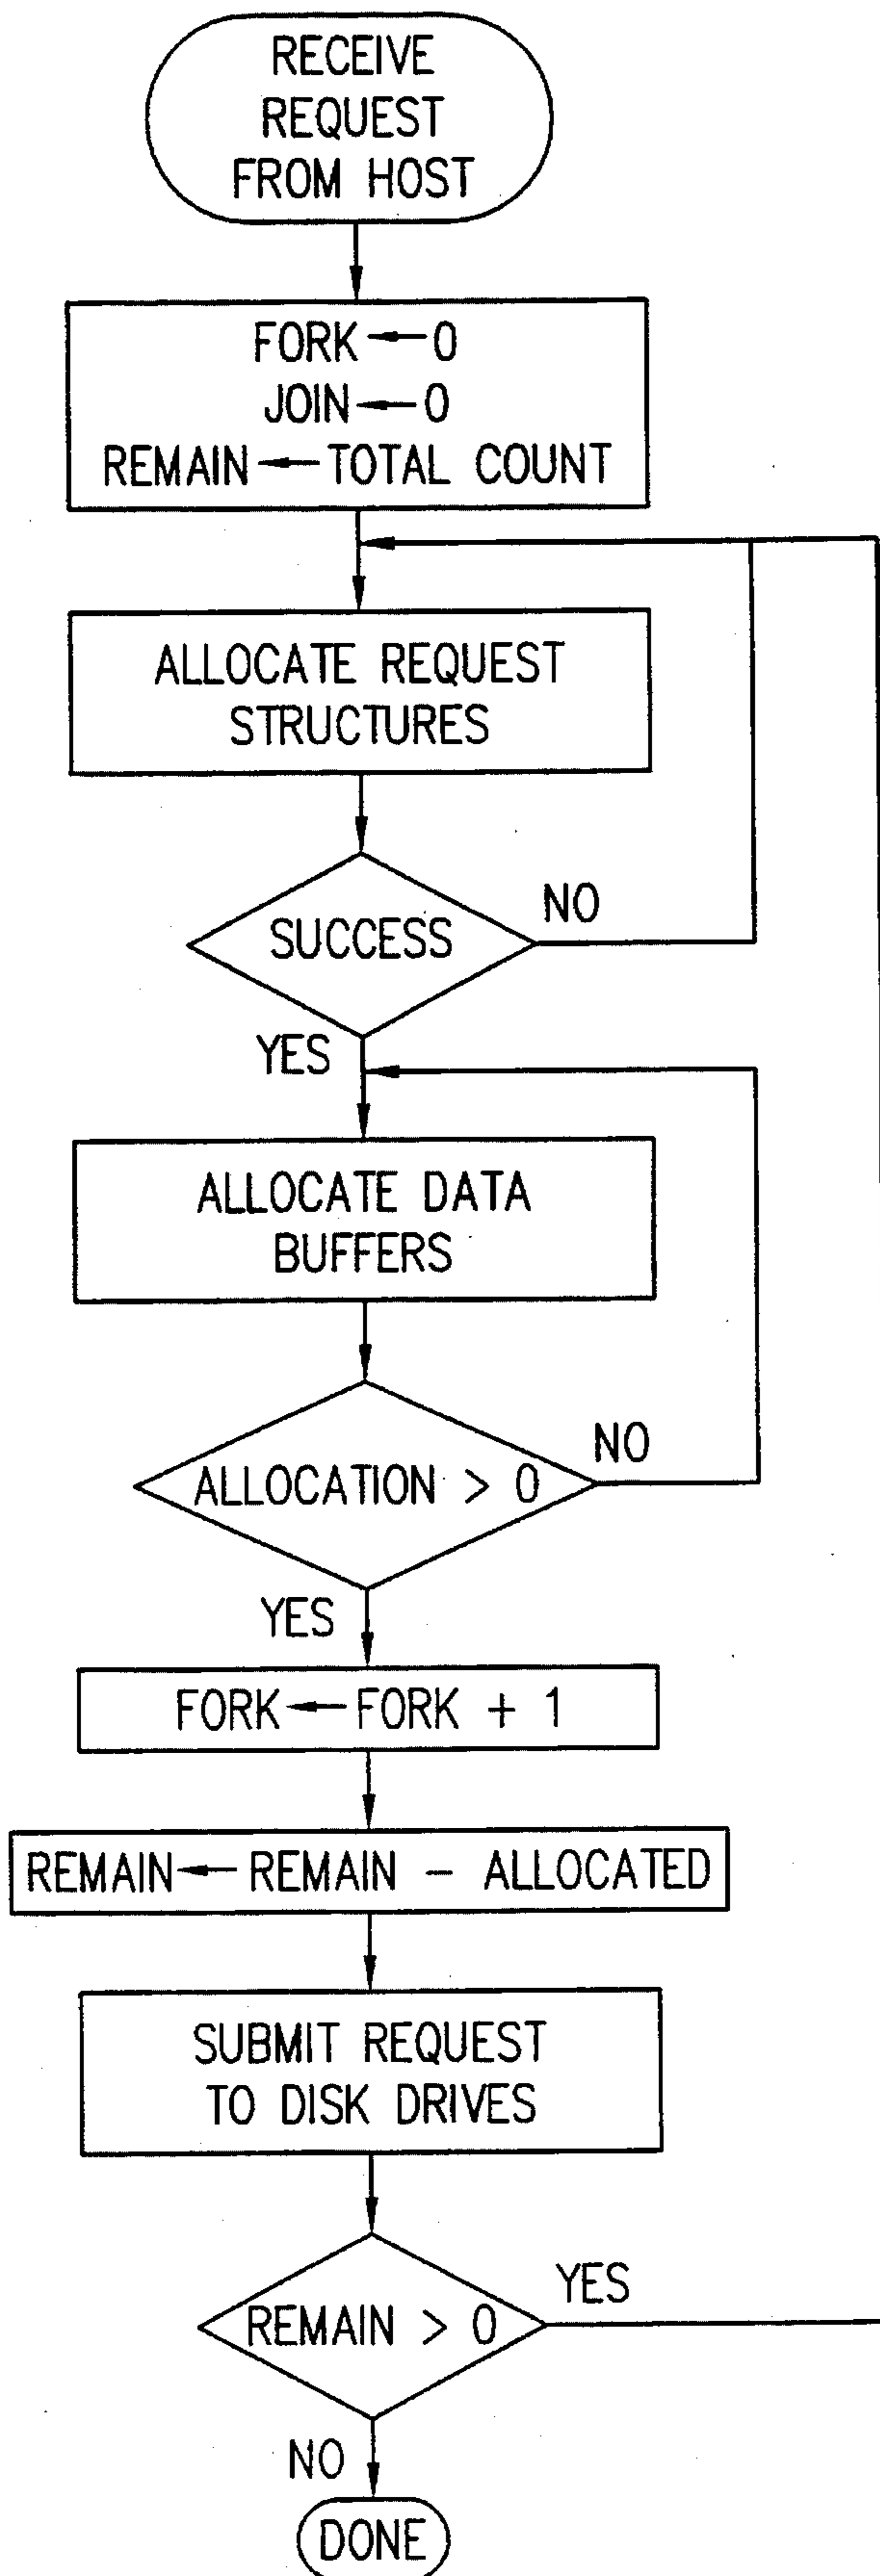 RECEIVE
REQUEST
FROM HOST
FORK ← 0
JOIN ← 0
REMAIN ← TOTAL COUNT
ALLOCATE REQUEST
STRUCTURES
SUCCESS
NO
YES
ALLOCATE DATA
BUFFERS
ALLOCATION > 0
NO
YES
FORK ← FORK + 1
REMAIN ← REMAIN - ALLOCATED
SUBMIT REQUEST
TO DISK DRIVES
REMAIN > 0
YES
NO
DONE